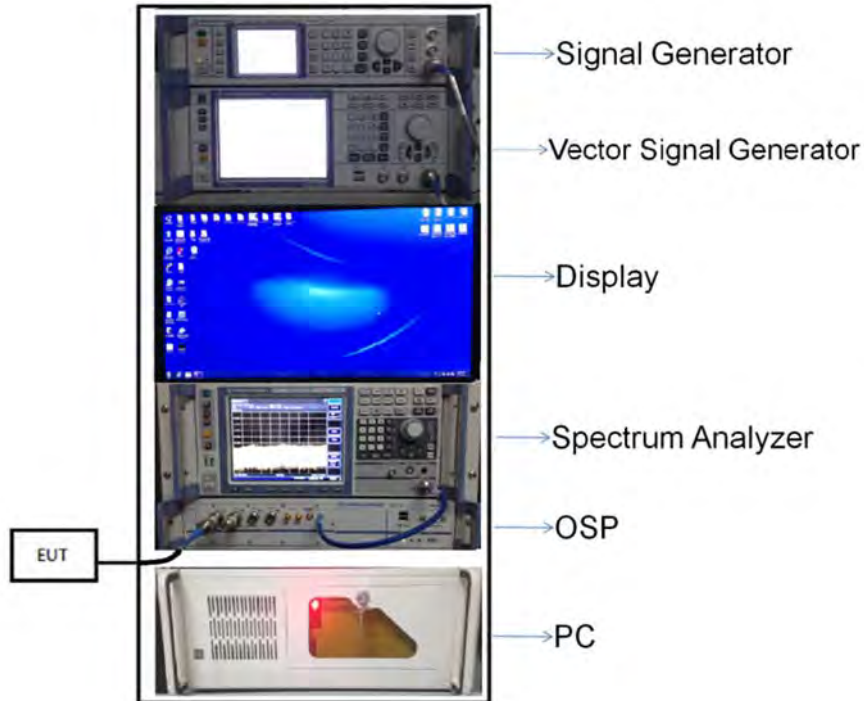 Signal Generator
Vector Signal Generator
Display
Spectrum Analyzer
OSP
EUT
PC